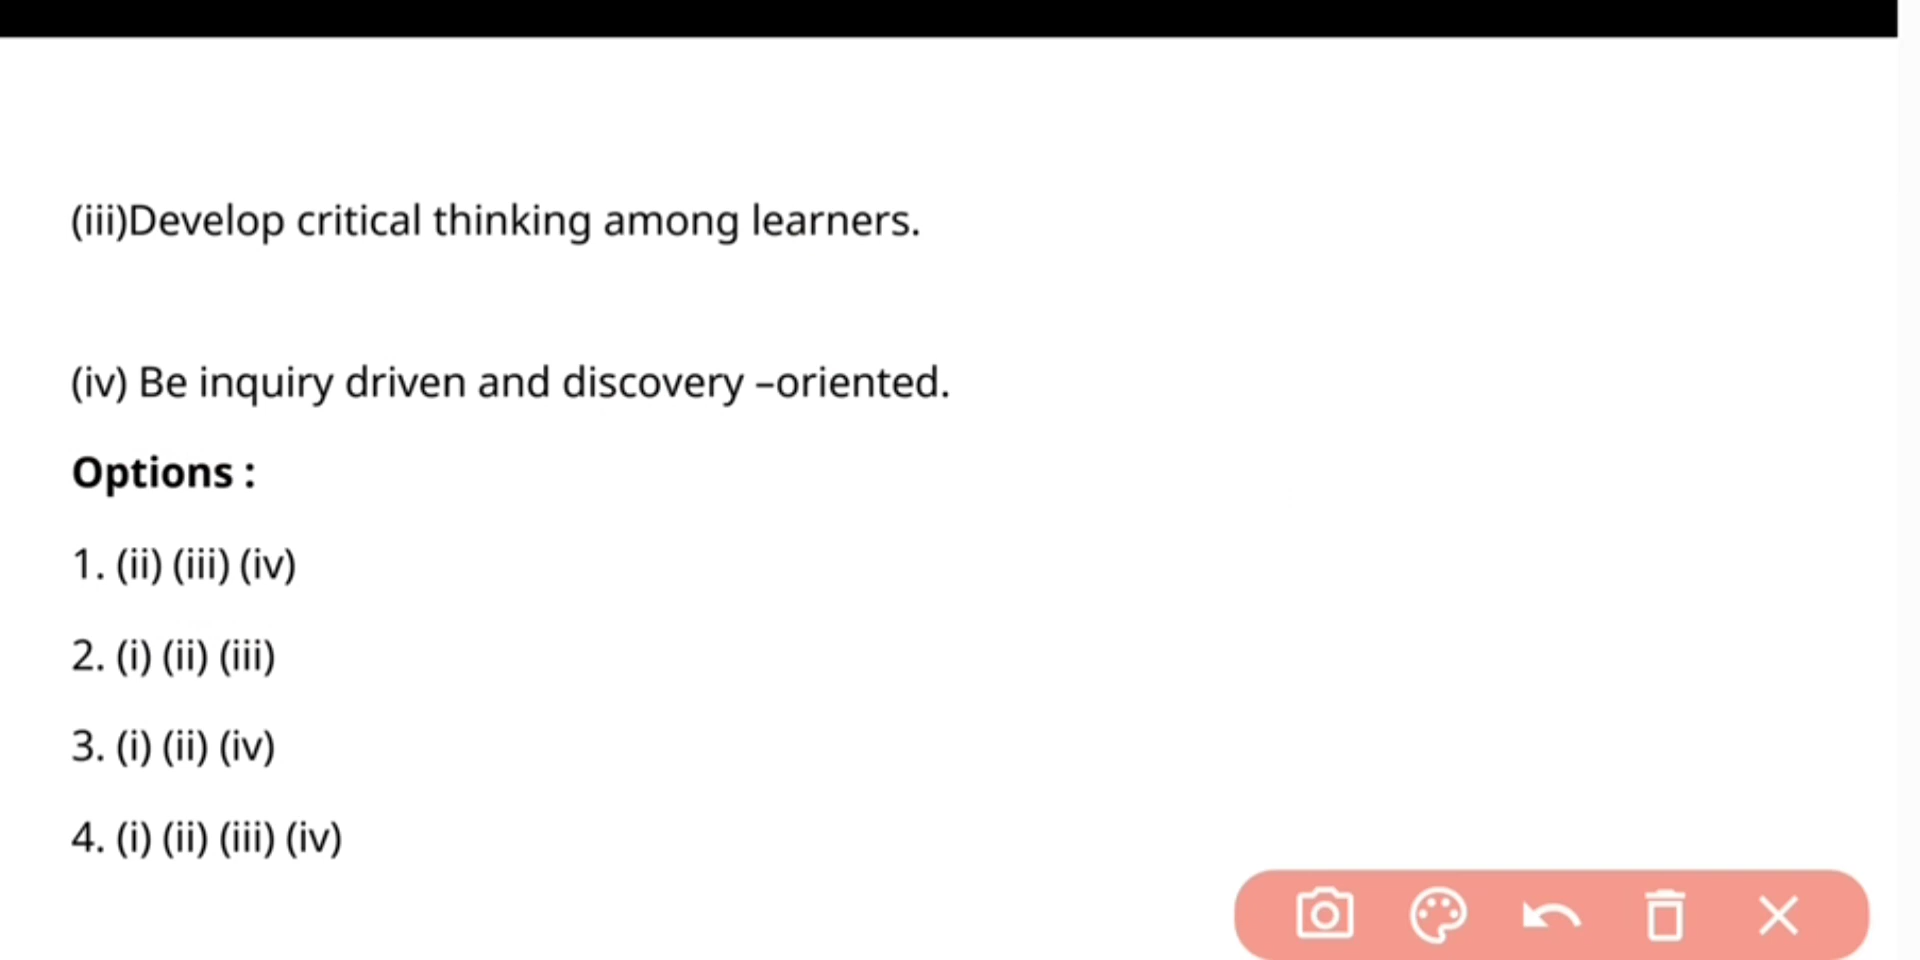 (iii)Develop critical thinking among learners.
(iv) Be inquiry driven and discovery –oriented.
Options :
1. (ii) (iii) (iv)
2. (i) (ii) (iii)
3. (i) (ii) (iv)
4. (i) (ii) (iii) (iv)